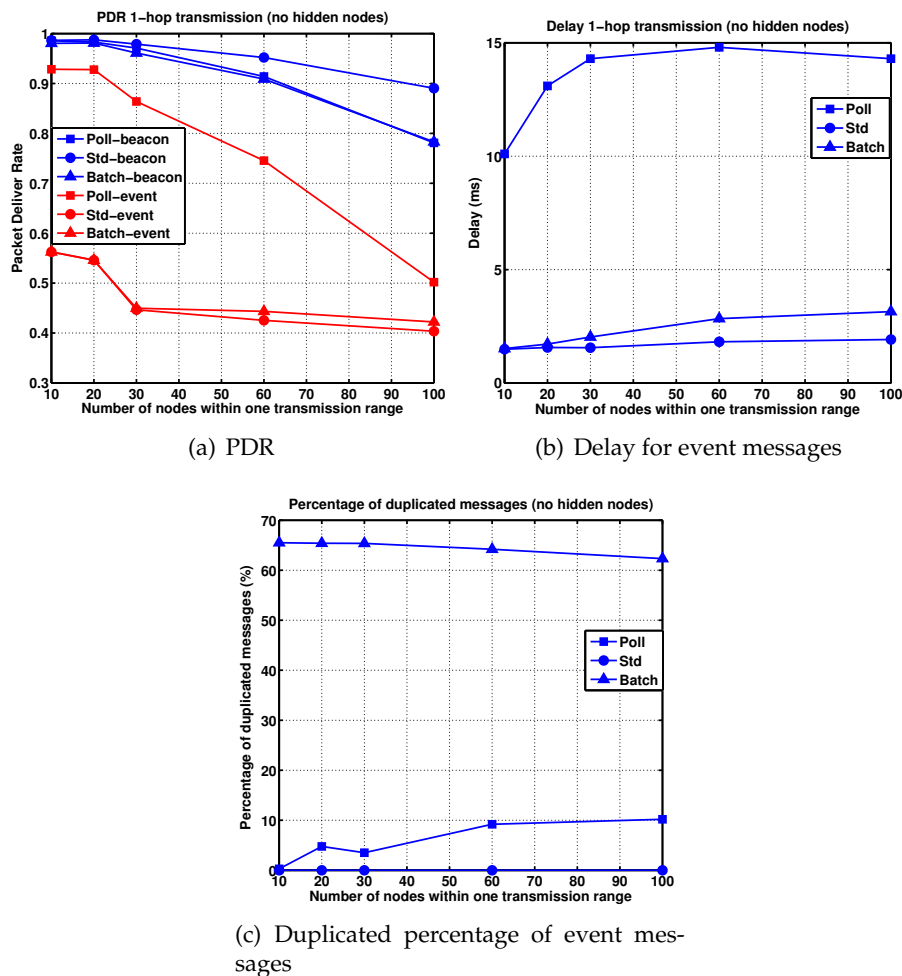 PDR 1−hop transmission (no hidden nodes)
1
0.9
0.8
0.7
0.6
0.5
0.4
0.3
Packet Deliver Rate
Poll−beacon
Std−beacon
Batch−beacon
Poll−event
Std−event
Batch−event
10 20 30 40 50 60 70 80 90 100
Number of nodes within one transmission range
(a) PDR
Delay 1−hop transmission (no hidden nodes)
15
10
5
0
Delay (ms)
Poll
Std
Batch
10 20 30 40 50 60 70 80 90 100
Number of nodes within one transmission range
(b) Delay for event messages
Percentage of duplicated messages (no hidden nodes)
70
60
50
40
30
20
10
0
Percentage of duplicated messages (%)
Poll
Std
Batch
10 20 30 40 50 60 70 80 90 100
Number of nodes within one transmission range
(c) Duplicated percentage of event mes-
sages